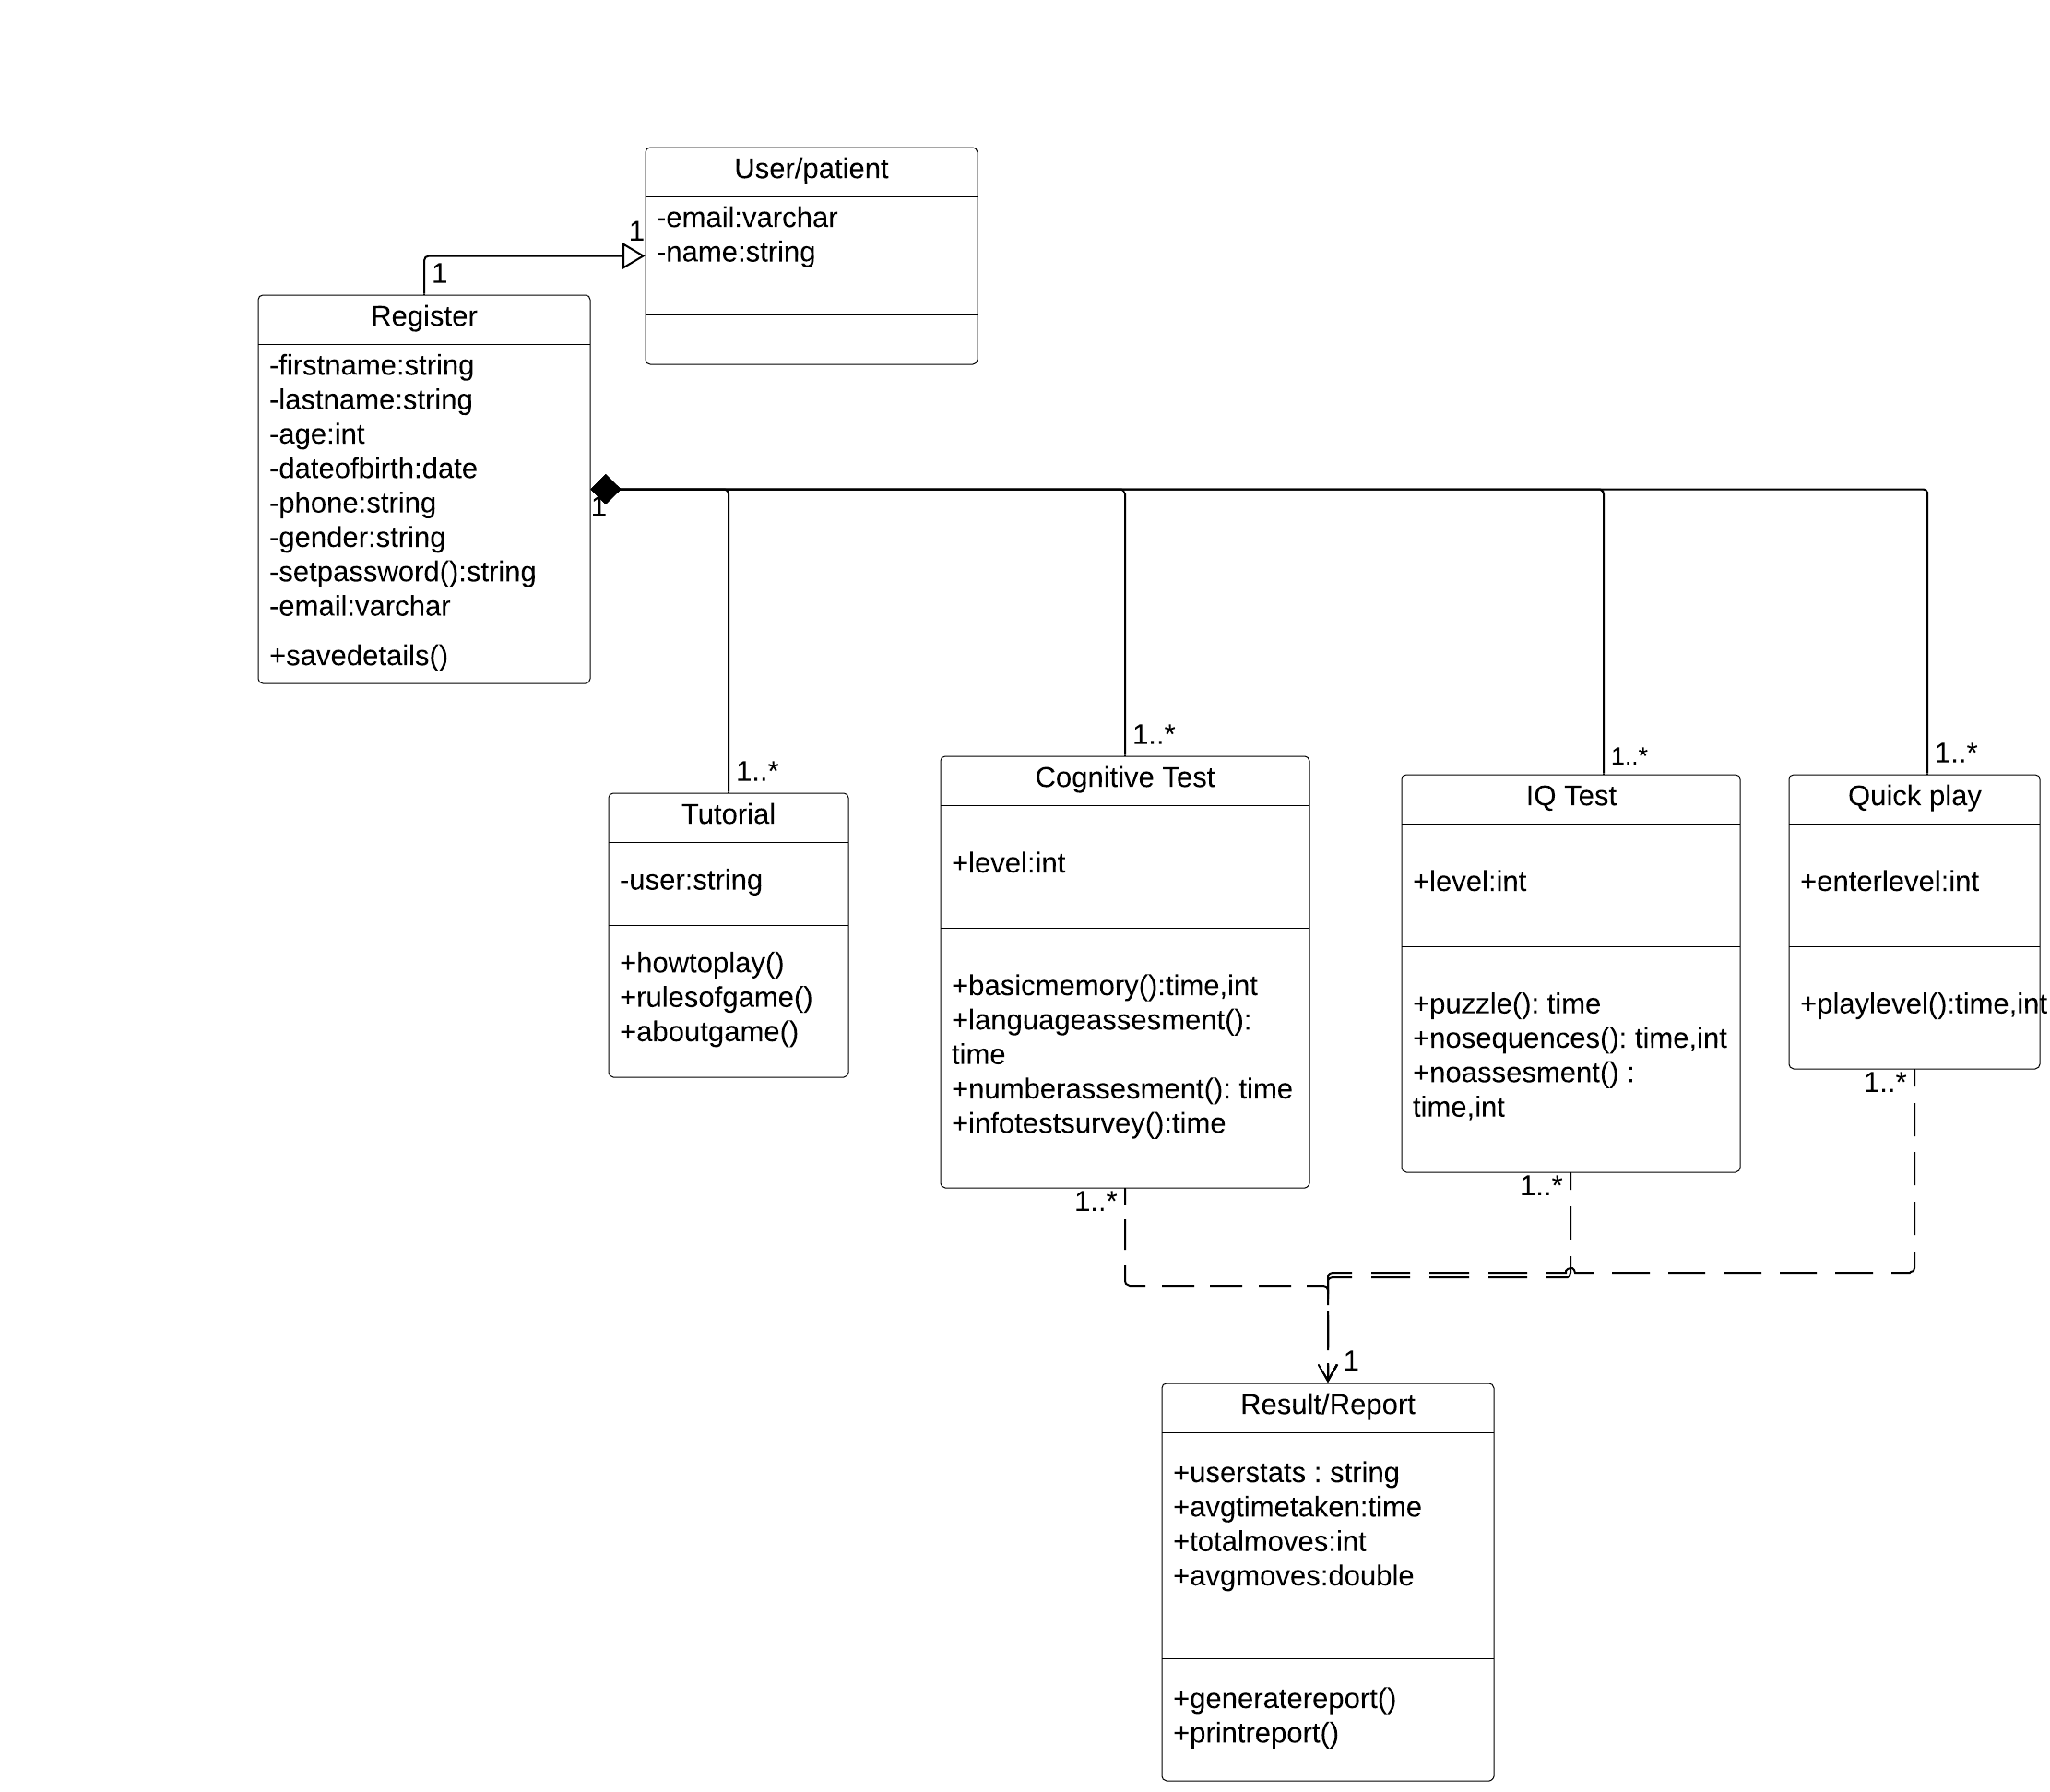 User/patient
-email:varchar
-name:string
1
1
Register
-firstname:string
-lastname:string
-age:int
-dateofbirth:date
-phone:string
-gender:string
-setpassword():string
-email:varchar
+savedetails()
1
1..*
Tutorial
-user:string
+howtoplay()
+rulesofgame()
+aboutgame()
1..*
Cognitive Test
+level:int
+basicmemory():time,int
+languageassesment():
time
+numberassesment(): time
+infotestsurvey():time
1..*
1..*
IQ Test
+level:int
+puzzle(): time
+nosequences(): time,int
+noassesment() :
time,int
1..*
1..*
Quick play
+enterlevel:int
+playlevel():time,int
1..*
1
Result/Report
+userstats : string
+avgtimetaken:time
+totalmoves:int
+avgmoves:double
+generatereport()
+printreport()